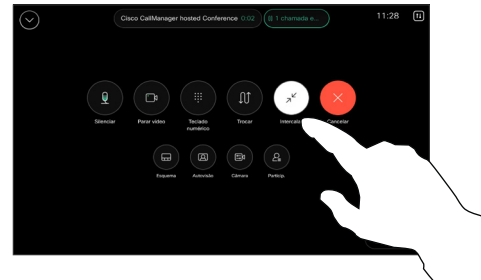 Cisco CallManager hosted Conference 0:02
1 chamada e...
11:28
Silenciar
Parar vídeo
Teclado
numérico
Trocar
Intercala
Cancelar
Esquema
Autovisão
Câmara
Particip.